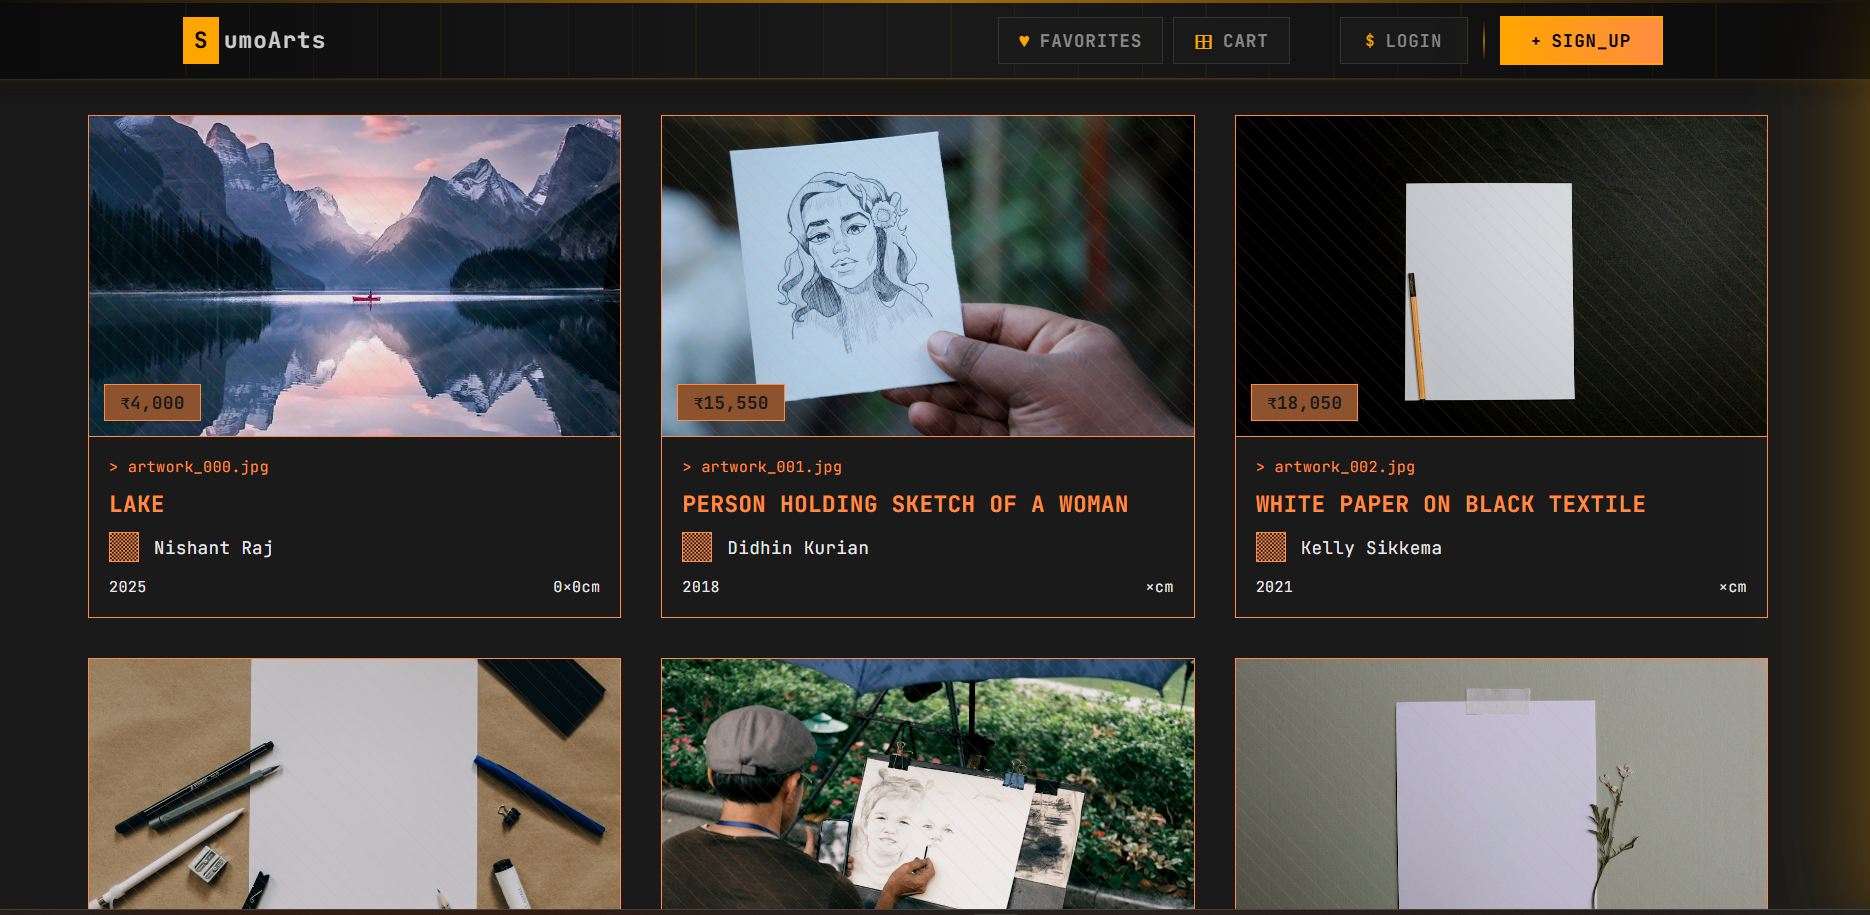 S umoArts
♥ FAVORITES
CART
$ LOGIN
+ SIGN_UP
₹4,000
> artwork_000.jpg
LAKE
Nishant Raj
2025
0×0cm
₹15,550
> artwork_001.jpg
PERSON HOLDING SKETCH OF A WOMAN
Didhin Kurian
2018
×cm
₹18,050
> artwork_002.jpg
WHITE PAPER ON BLACK TEXTILE
Kelly Sikkema
2021
×cm